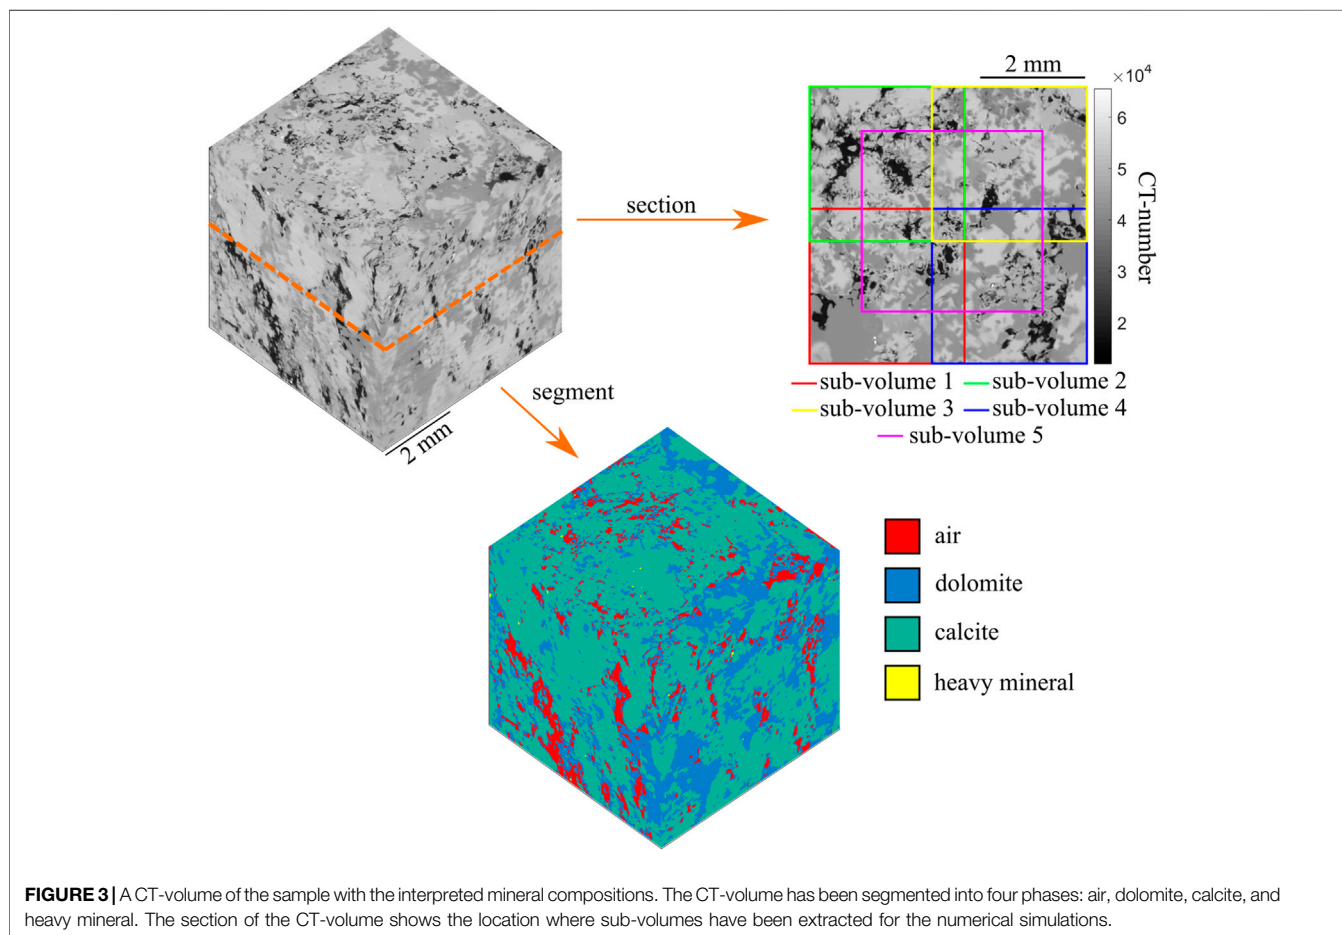 2 mm
×10⁴
6
5
4
3
2
CT-number
section
sub-volume 1
sub-volume 2
sub-volume 3
sub-volume 4
sub-volume 5
segment
2 mm
air
dolomite
calcite
heavy mineral
FIGURE 3 | A CT-volume of the sample with the interpreted mineral compositions. The CT-volume has been segmented into four phases: air, dolomite, calcite, and
heavy mineral. The section of the CT-volume shows the location where sub-volumes have been extracted for the numerical simulations.